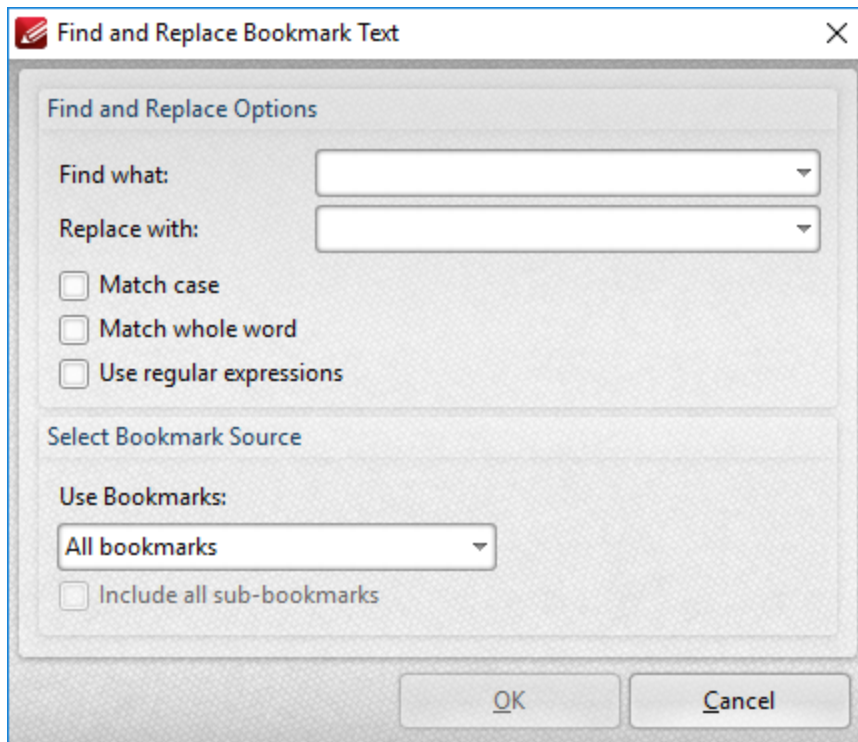 Find and Replace Bookmark Text
Find and Replace Options
Find what:
Replace with:
Match case
Match whole word
Use regular expressions
Select Bookmark Source
Use Bookmarks:
All bookmarks
Include all sub-bookmarks
OK Cancel